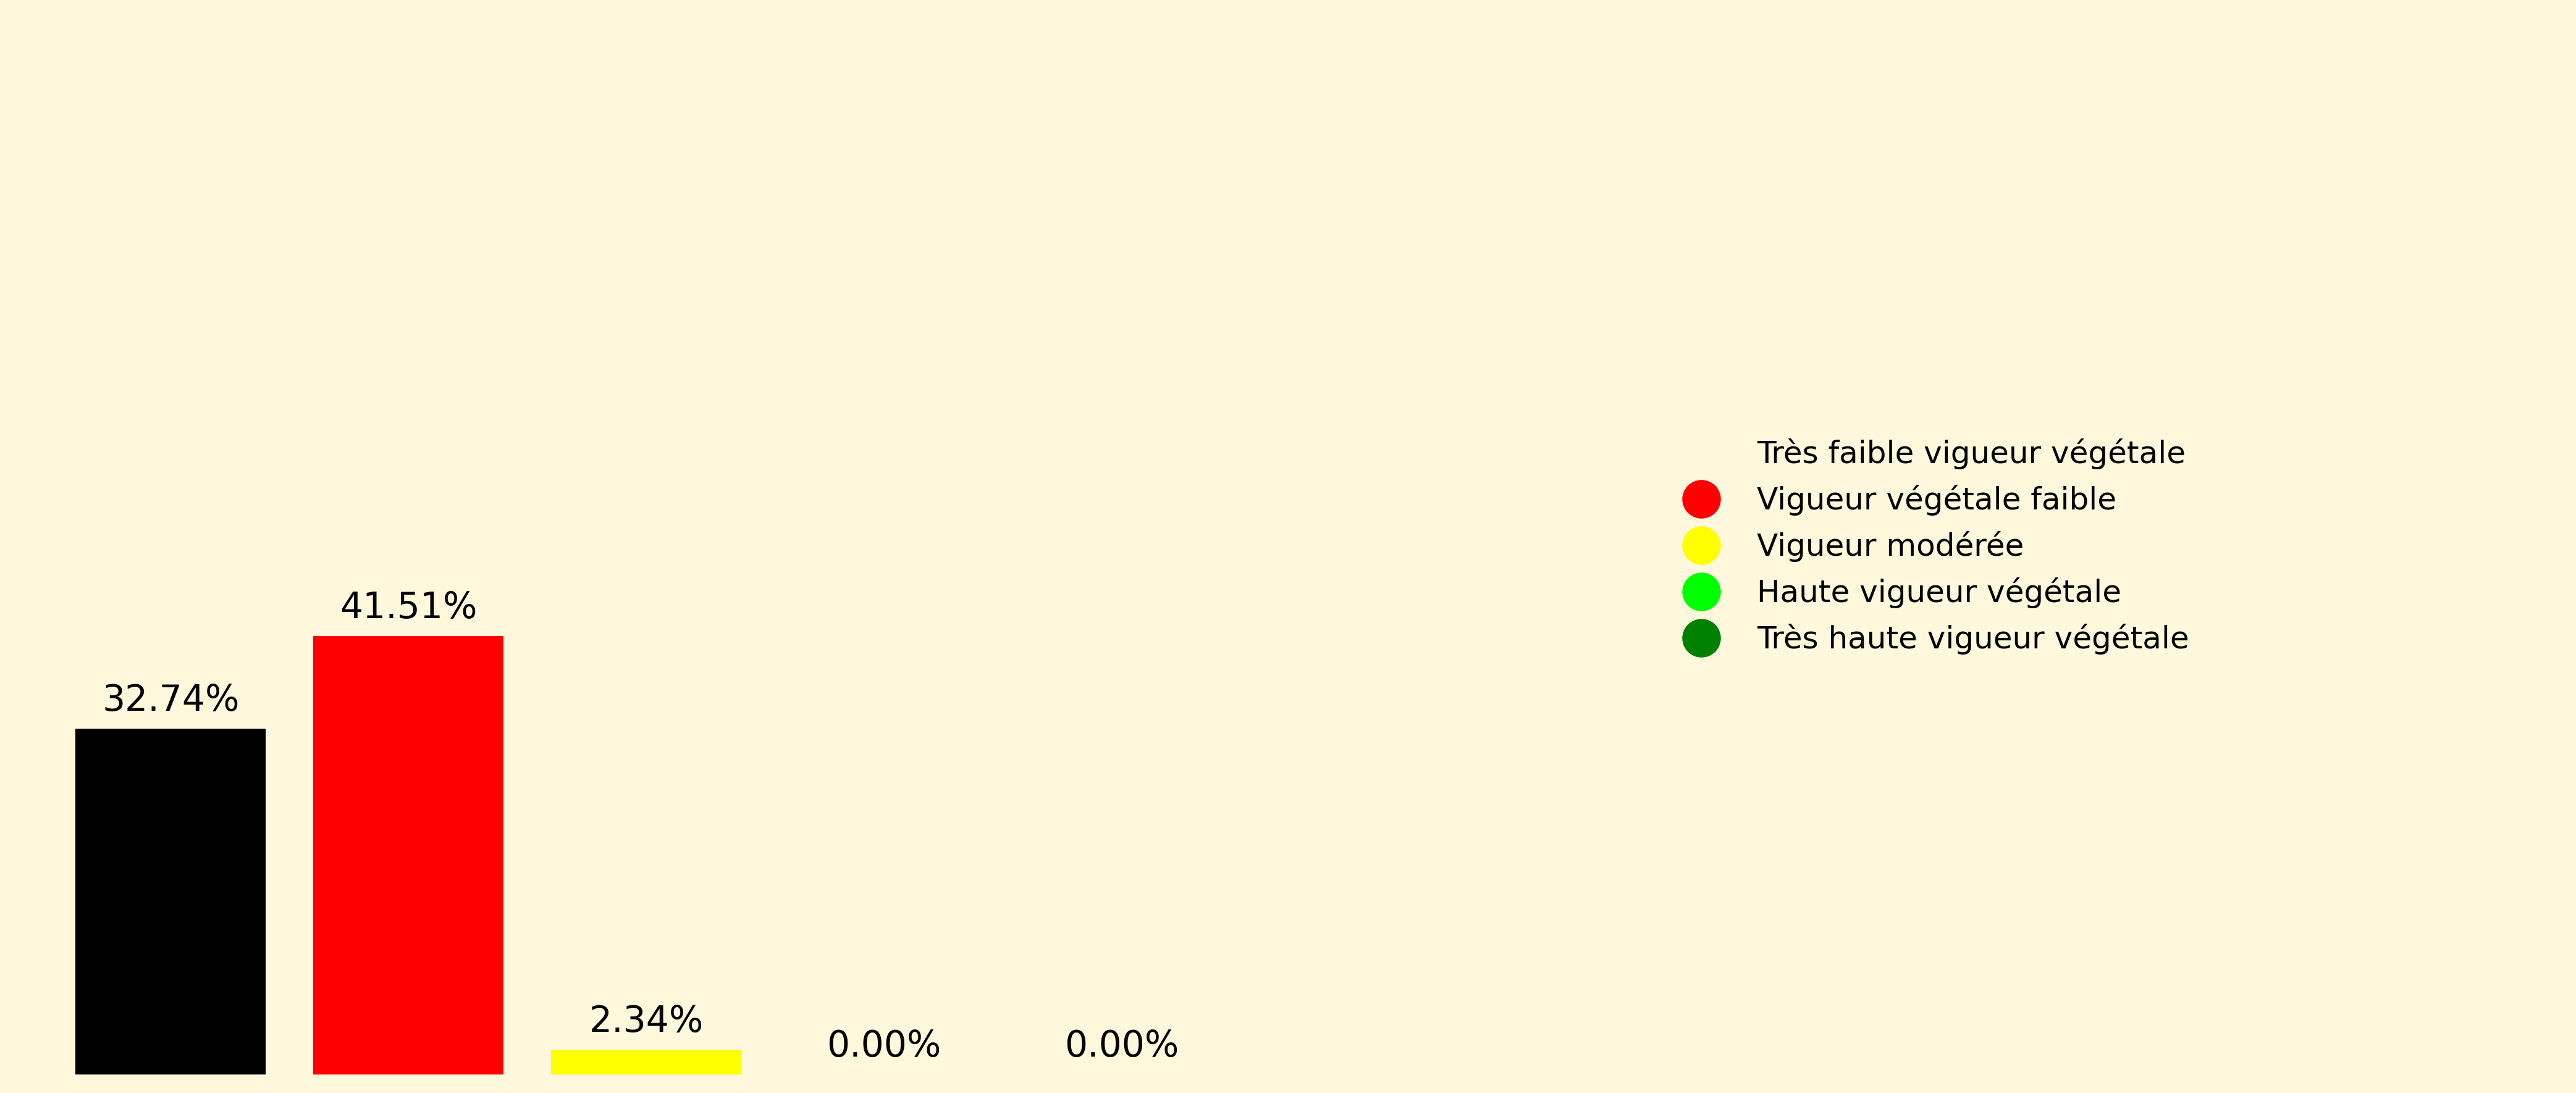 41.51%
32.74%
2.34%
0.00%
0.00%
Très faible vigueur végétale
Vigueur végétale faible
Vigueur modérée
Haute vigueur végétale
Très haute vigueur végétale